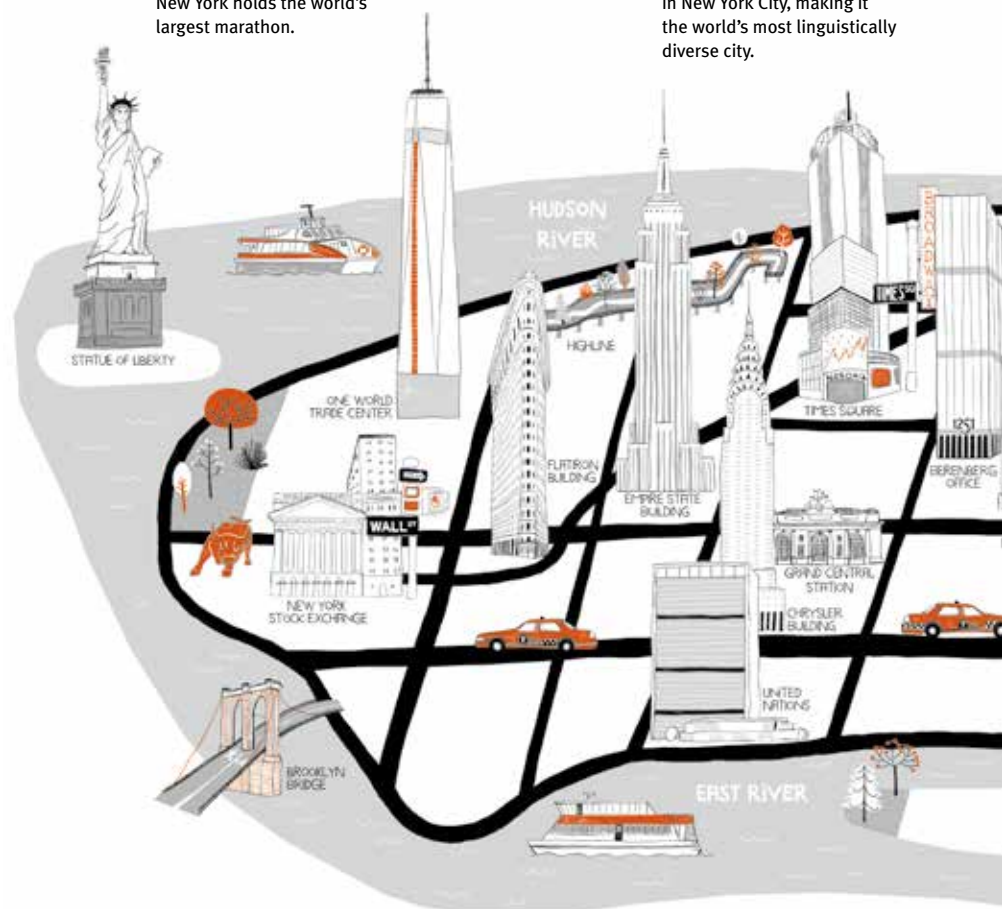 New York holds the world's
largest marathon.
in New York City, making it
the world's most linguistically
diverse city.
STATUE OF LIBERTY
ONE WORLD
TRADE CENTER
HUDSON
RIVER
HIGHLINE
FLATIRON
BUILDING
EMPIRE STATE
BUILDING
BROADWAY
TIMES
TIMES SQUARE
1251
BERENBERG
OFFICE
WALL ST
NEW YORK
STOCK EXCHANGE
GRAND CENTRAL
STATION
CHRYSLER
BUILDING
UNITED
NATIONS
BROOKLYN
BRIDGE
EAST RIVER